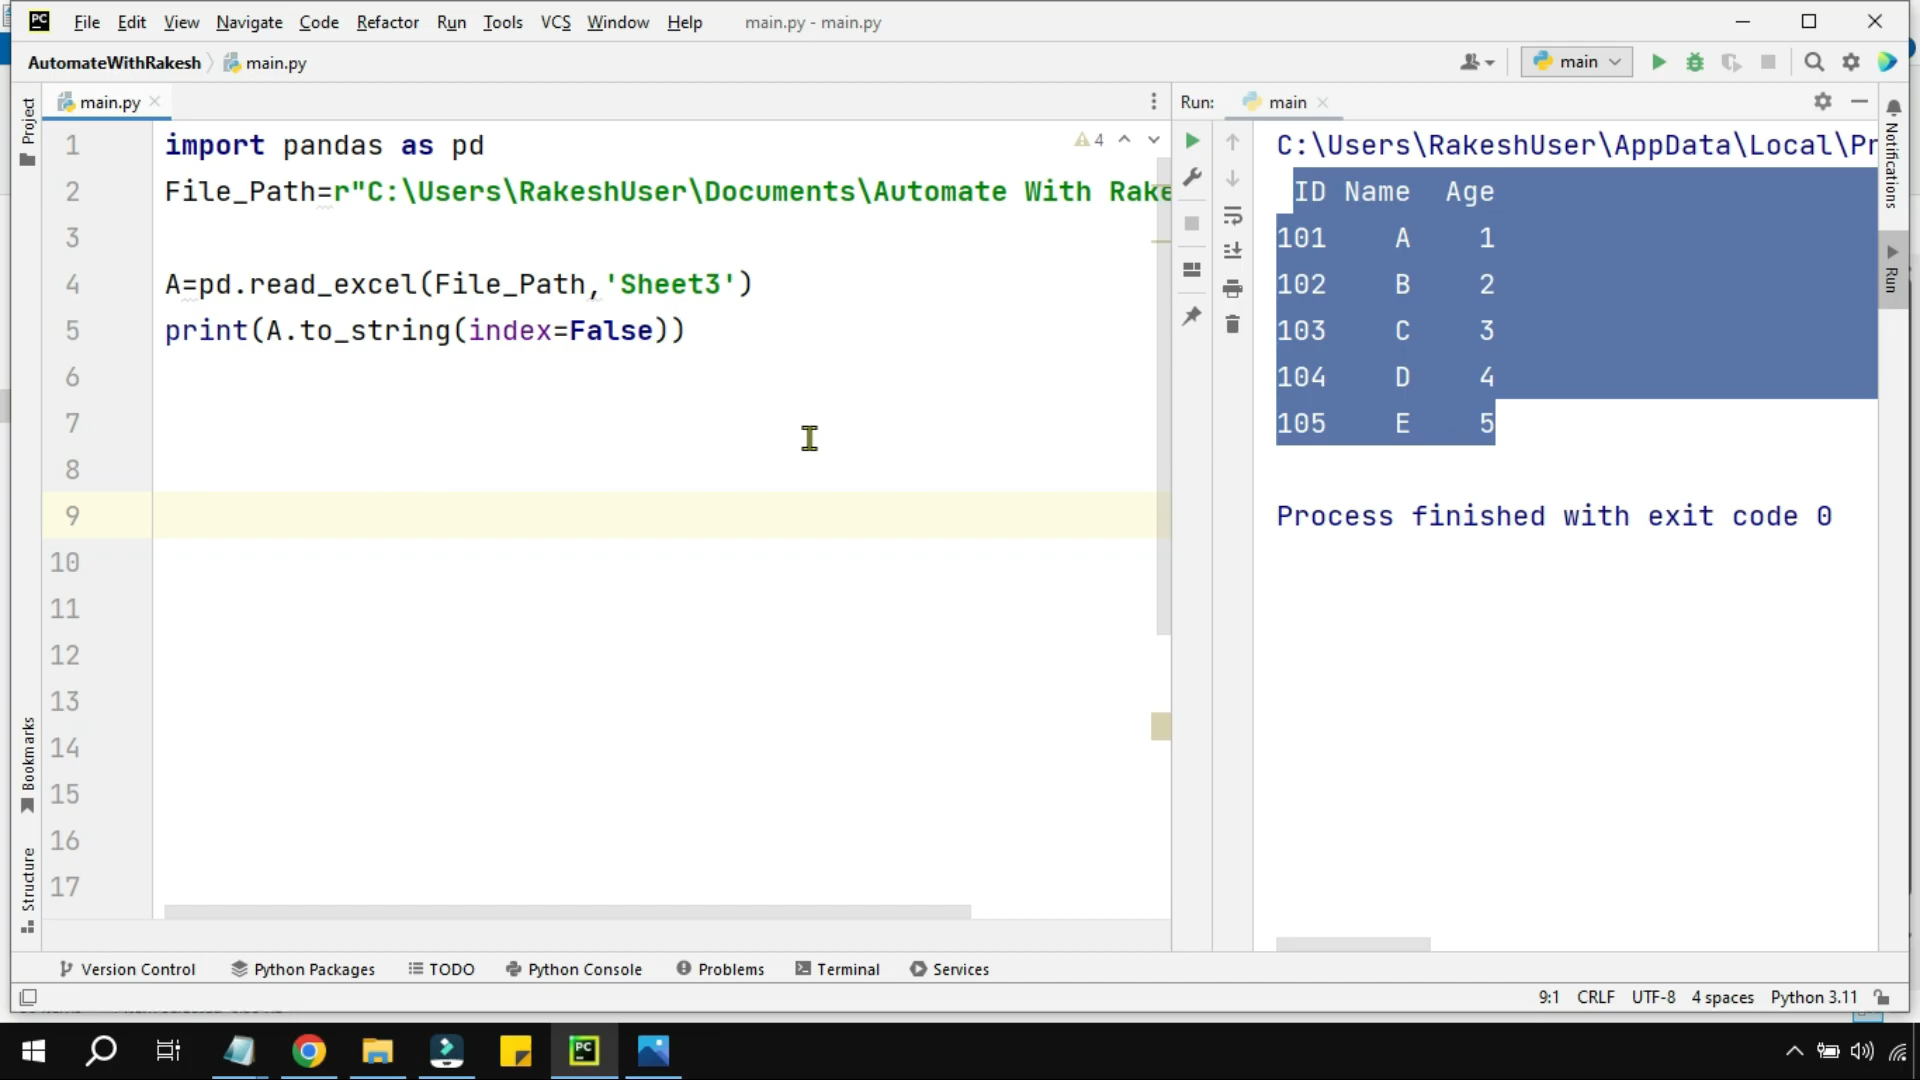 PC File Edit View Navigate Code Refactor Run Tools VCS Window Help main.py - main.py
AutomateWithRakesh main.py main
main.py Run: main
Project
Notifications
Run
Bookmarks
Structure
4
1 import pandas as pd
2 File_Path=r"C:\Users\RakeshUser\Documents\Automate With Rake
3
4 A=pd.read_excel(File_Path,'Sheet3')
5 print(A.to_string(index=False))
6
7
8
9
10
11
12
13
14
15
16
17
C:\Users\RakeshUser\AppData\Local\Pr
ID Name Age
101 A 1
102 B 2
103 C 3
104 D 4
105 E 5
Process finished with exit code 0
Version Control Python Packages TODO Python Console Problems Terminal Services
9:1 CRLF UTF-8 4 spaces Python 3.11
PC